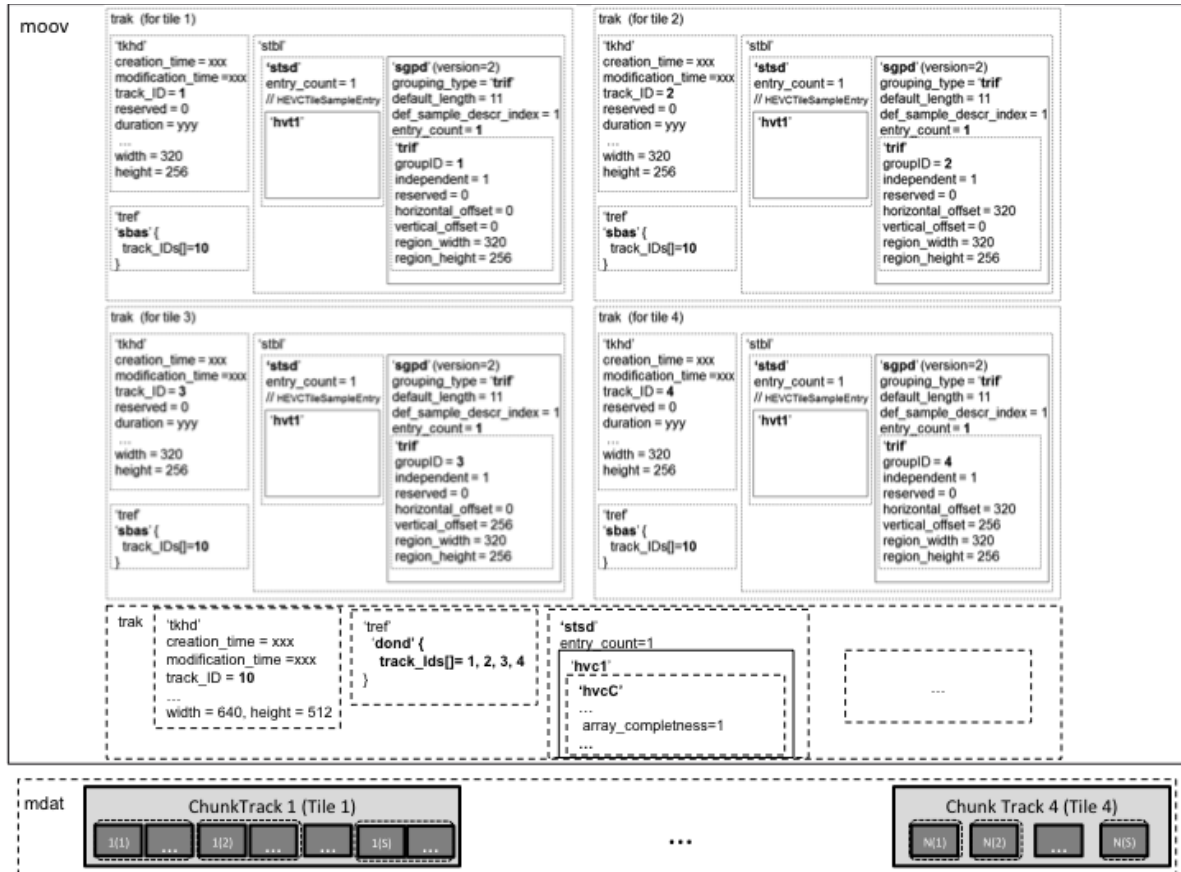 moov
trak (for tile 1)
'tkhd'
creation_time = xxx
modification_time =xxx
track_ID = 1
reserved = 0
duration = yyy
...
width = 320
height = 256
'tref'
'sbas' {
track_IDs[]=10
}
'stbl'
'stsd'
entry_count = 1
// HEVCTileSampleEntry
'hvt1'
'sgpd' (version=2)
grouping_type = 'trif'
default_length = 11
def_sample_descr_index = 1
entry_count = 1
'trif'
groupID = 1
independent = 1
reserved = 0
horizontal_offset = 0
vertical_offset = 0
region_width = 320
region_height = 256
trak (for tile 2)
'tkhd'
creation_time = xxx
modification_time =xxx
track_ID = 2
reserved = 0
duration = yyy
...
width = 320
height = 256
'tref'
'sbas' {
track_IDs[]=10
}
'stbl'
'stsd'
entry_count = 1
// HEVCTileSampleEntry
'hvt1'
'sgpd' (version=2)
grouping_type = 'trif'
default_length = 11
def_sample_descr_index = 1
entry_count = 1
'trif'
groupID = 2
independent = 1
reserved = 0
horizontal_offset = 320
vertical_offset = 0
region_width = 320
region_height = 256
trak (for tile 3)
'tkhd'
creation_time = xxx
modification_time =xxx
track_ID = 3
reserved = 0
duration = yyy
...
width = 320
height = 256
'tref'
'sbas' {
track_IDs[]=10
}
'stbl'
'stsd'
entry_count = 1
// HEVCTileSampleEntry
'hvt1'
'sgpd' (version=2)
grouping_type = 'trif'
default_length = 11
def_sample_descr_index = 1
entry_count = 1
'trif'
groupID = 3
independent = 1
reserved = 0
horizontal_offset = 0
vertical_offset = 256
region_width = 320
region_height = 256
trak (for tile 4)
'tkhd'
creation_time = xxx
modification_time =xxx
track_ID = 4
reserved = 0
duration = yyy
...
width = 320
height = 256
'tref'
'sbas' {
track_IDs[]=10
}
'stbl'
'stsd'
entry_count = 1
// HEVCTileSampleEntry
'hvt1'
'sgpd' (version=2)
grouping_type = 'trif'
default_length = 11
def_sample_descr_index = 1
entry_count = 1
'trif'
groupID = 4
independent = 1
reserved = 0
horizontal_offset = 320
vertical_offset = 256
region_width = 320
region_height = 256
trak
'tkhd'
creation_time = xxx
modification_time =xxx
track_ID = 10
...
width = 640, height = 512
'tref'
'dond' {
track_Ids[]= 1, 2, 3, 4
}
'stsd'
entry_count=1
'hvc1'
'hvcC'
...
array_completness=1
...
...
mdat
ChunkTrack 1 (Tile 1)
1(1) ... 1(2) ... ... 1(S) ...
...
Chunk Track 4 (Tile 4)
N(1) N(2) ... N(S)